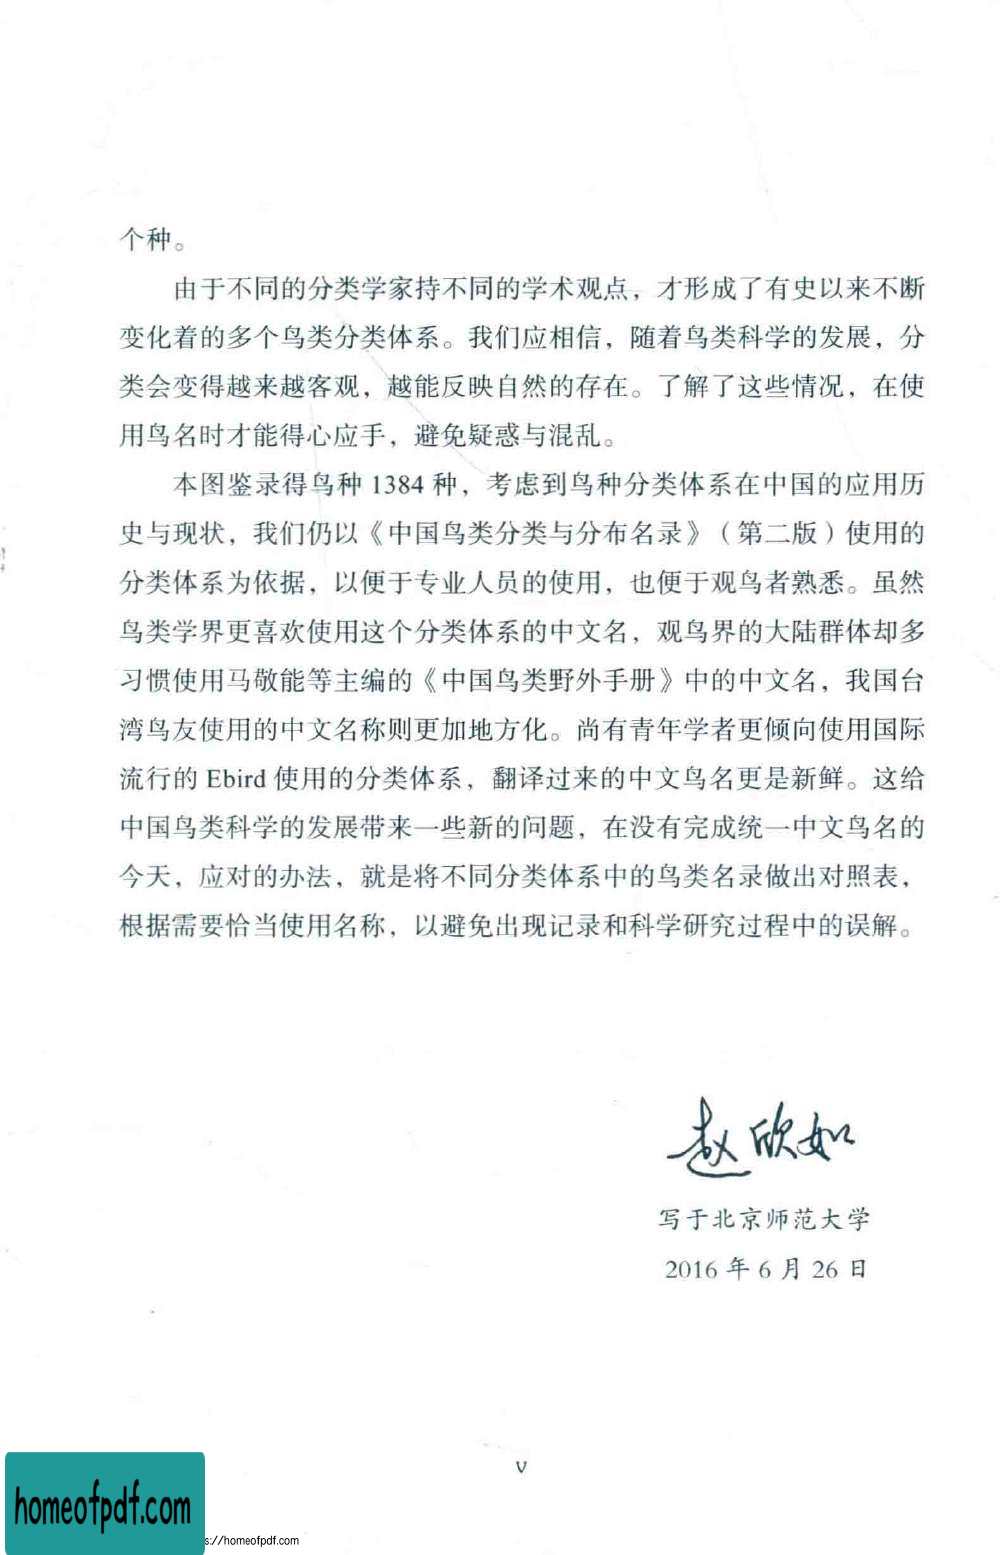 个种。
由于不同的分类学家持不同的学术观点，才形成了有史以来不断
变化着的多个鸟类分类体系。我们应相信，随着鸟类科学的发展，分
类会变得越来越客观，越能反映自然的存在。了解了这些情况，在使
用鸟名时才能得心应手，避免疑惑与混乱。
本图鉴录得鸟种 1384 种，考虑到鸟种分类体系在中国的应用历
史与现状，我们仍以《中国鸟类分类与分布名录》（第二版）使用的
分类体系为依据，以便于专业人员的使用，也便于观鸟者熟悉。虽然
鸟类学界更喜欢使用这个分类体系的中文名，观鸟界的大陆群体却多
习惯使用马敬能等主编的《中国鸟类野外手册》中的中文名，我国台
湾鸟友使用的中文名称则更加地方化。尚有青年学者更倾向使用国际
流行的 Ebird 使用的分类体系，翻译过来的中文鸟名更是新鲜。这给
中国鸟类科学的发展带来一些新的问题，在没有完成统一中文鸟名的
今天，应对的办法，就是将不同分类体系中的鸟类名录做出对照表，
根据需要恰当使用名称，以避免出现记录和科学研究过程中的误解。
赵欣如
写于北京师范大学
2016 年 6 月 26 日
V
homeofpdf.com
s://homeofpdf.com